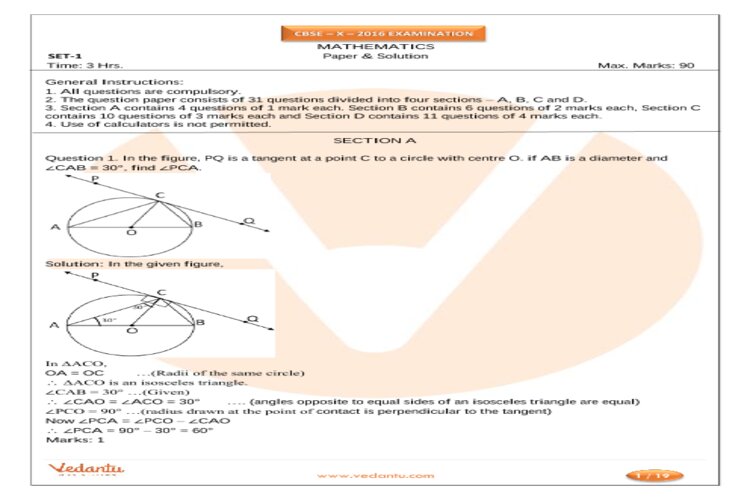 CBSE – X – 2016 EXAMINATION
MATHEMATICS
SET-1 Paper & Solution
Time: 3 Hrs. Max. Marks: 90
General Instructions:
1. All questions are compulsory.
2. The question paper consists of 31 questions divided into four sections – A, B, C and D.
3. Section A contains 4 questions of 1 mark each. Section B contains 6 questions of 2 marks each, Section C
contains 10 questions of 3 marks each and Section D contains 11 questions of 4 marks each.
4. Use of calculators is not permitted.
SECTION A
Question 1. In the figure, PQ is a tangent at a point C to a circle with centre O. if AB is a diameter and
∠CAB = 30°, find ∠PCA.
P
C
Q
A
B
O
Solution: In the given figure,
P
C
30°
Q
A
30°
B
O
In ΔACO,
OA = OC …(Radii of the same circle)
∴ ΔACO is an isosceles triangle.
∠CAB = 30° …(Given)
∴ ∠CAO = ∠ACO = 30° …. (angles opposite to equal sides of an isosceles triangle are equal)
∠PCO = 90° …(radius drawn at the point of contact is perpendicular to the tangent)
Now ∠PCA = ∠PCO – ∠CAO
∴ ∠PCA = 90° – 30° = 60°
Marks: 1
Vedantu
www.vedantu.com
1 / 19